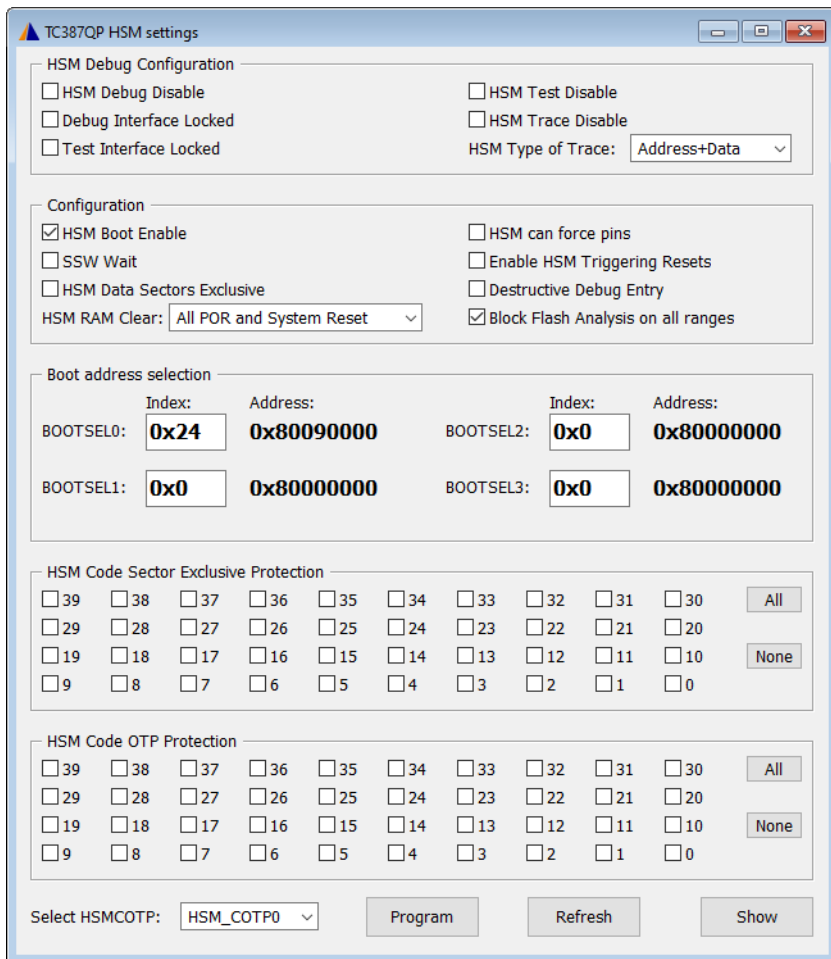 TC387QP HSM settings
HSM Debug Configuration
HSM Debug Disable
HSM Test Disable
Debug Interface Locked
HSM Trace Disable
Test Interface Locked
HSM Type of Trace: Address+Data
Configuration
HSM Boot Enable
HSM can force pins
SSW Wait
Enable HSM Triggering Resets
HSM Data Sectors Exclusive
Destructive Debug Entry
HSM RAM Clear: All POR and System Reset
Block Flash Analysis on all ranges
Boot address selection
Index: Address: Index: Address:
BOOTSEL0: 0x24 0x80090000 BOOTSEL2: 0x0 0x80000000
BOOTSEL1: 0x0 0x80000000 BOOTSEL3: 0x0 0x80000000
HSM Code Sector Exclusive Protection
39 38 37 36 35 34 33 32 31 30 All
29 28 27 26 25 24 23 22 21 20
19 18 17 16 15 14 13 12 11 10 None
9 8 7 6 5 4 3 2 1 0
HSM Code OTP Protection
39 38 37 36 35 34 33 32 31 30 All
29 28 27 26 25 24 23 22 21 20
19 18 17 16 15 14 13 12 11 10 None
9 8 7 6 5 4 3 2 1 0
Select HSMCOTP: HSM_COTP0 Program Refresh Show